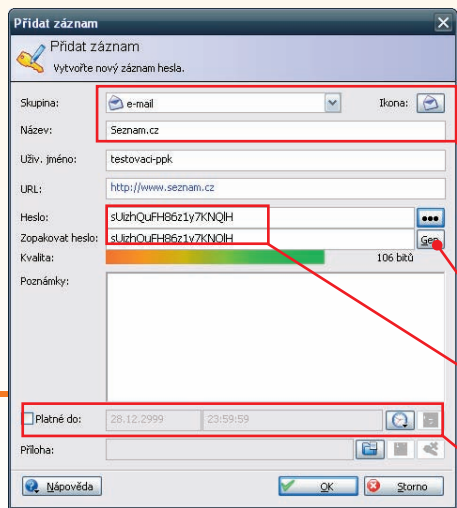 Přidat záznam
Přidat záznam
Vytvořte nový záznam hesla.
Skupina: e-mail Ikona:
Název: Seznam.cz
Uživ. jméno: testovaci-ppk
URL: http://www.seznam.cz
Heslo: sUizhQuFH86z1y7KNQlH
Zopakovat heslo: sUizhQuFH86z1y7KNQlH Gen
Kvalita: 106 bitů
Poznámky:
Platné do: 28.12.2999 23:59:59
Příloha:
Nápověda OK Storno